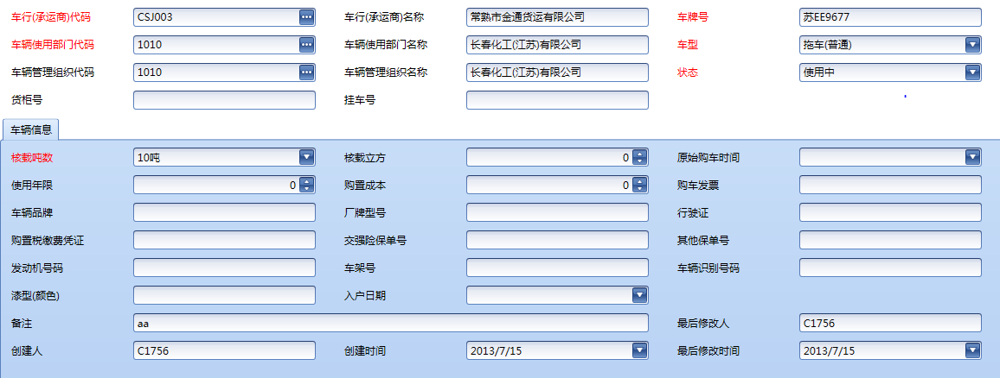 车行(承运商)代码 CSJ003 车行(承运商)名称 常熟市金通货运有限公司 车牌号 苏EE9677
车辆使用部门代码 1010 车辆使用部门名称 长春化工(江苏)有限公司 车型 拖车(普通)
车辆管理组织代码 1010 车辆管理组织名称 长春化工(江苏)有限公司 状态 使用中
货柜号 挂车号
车辆信息
核载吨数 10吨 核载立方 0 原始购车时间
使用年限 0 购置成本 0 购车发票
车辆品牌 厂牌型号 行驶证
购置税缴费凭证 交强险保单号 其他保单号
发动机号码 车架号 车辆识别号码
漆型(颜色) 入户日期
备注 aa 最后修改人 C1756
创建人 C1756 创建时间 2013/7/15 最后修改时间 2013/7/15